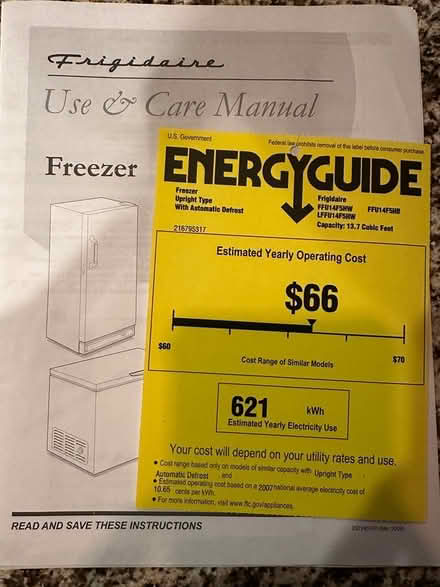 Frigidaire
Use & Care Manual
Freezer
U.S. Government
Federal law prohibits removal of this label before consumer purchase
ENERGYGUIDE
Freezer
Upright Type
With Automatic Defrost
Frigidaire
FFU14F5HW FFU14F5HB
LFFU14F5HW
Capacity: 13.7 Cubic Feet
216795317
Estimated Yearly Operating Cost
$66
$60
$70
Cost Range of Similar Models
621 kWh
Estimated Yearly Electricity Use
Your cost will depend on your utility rates and use.
• Cost range based only on models of similar capacity with Upright Type
Automatic Defrost and
• Estimated operating cost based on a 2007 national average electricity cost of
10.65 cents per kWh.
• For more information, visit www.ftc.gov/appliances.
READ AND SAVE THESE INSTRUCTIONS